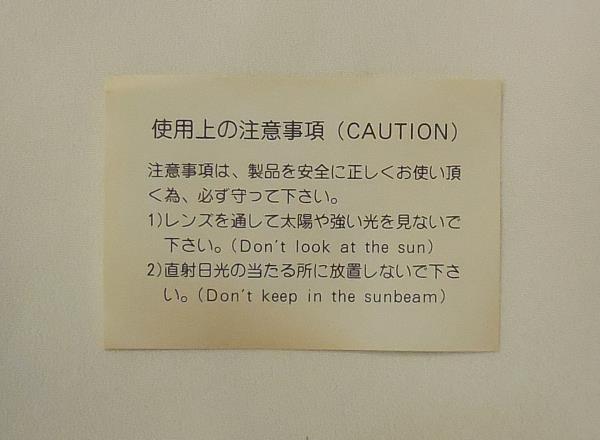 使用上の注意事項(CAUTION)
注意事項は、製品を安全に正しくお使い頂
く為、必ず守って下さい。
1)レンズを通して太陽や強い光を見ないで
下さい。(Don't look at the sun)
2)直射日光の当たる所に放置しないで下さ
い。(Don't keep in the sunbeam)